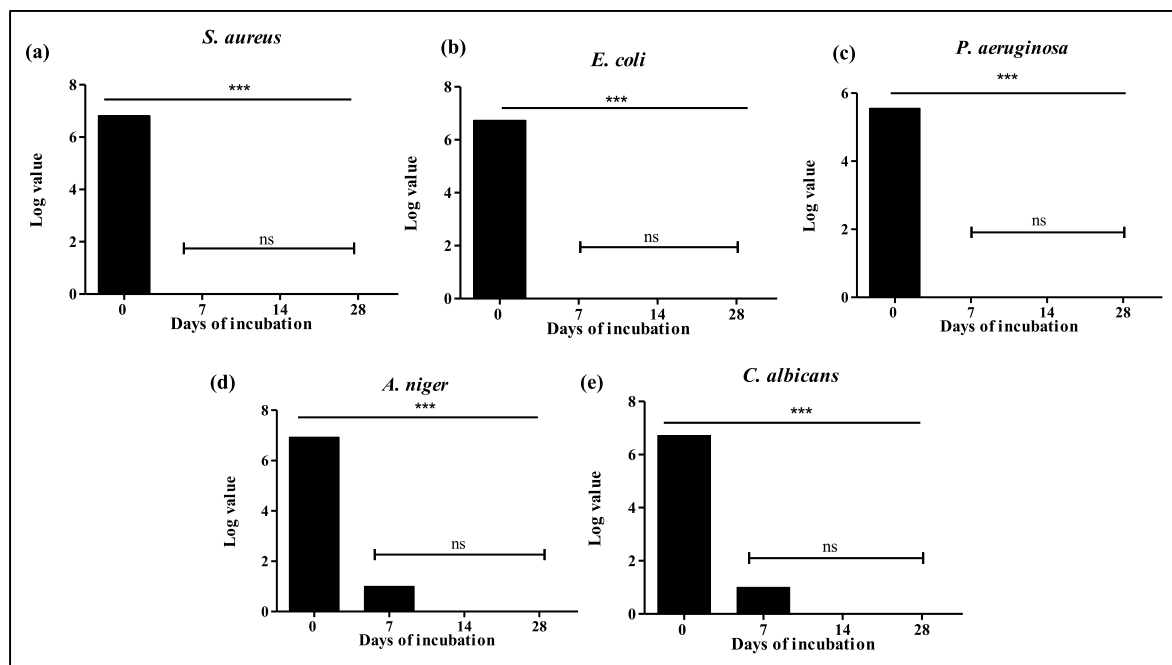 (a)
S. aureus
***
8
6
4
2
0
Log value
ns
0 7 14 28
Days of incubation
(b)
E. coli
***
8
6
4
2
0
Log value
ns
0 7 14 28
Days of incubation
(c)
P. aeruginosa
***
6
4
2
0
Log value
ns
0 7 14 28
Days of incubation
(d)
A. niger
***
8
6
4
2
0
Log value
ns
0 7 14 28
Days of incubation
(e)
C. albicans
***
8
6
4
2
0
Log value
ns
0 7 14 28
Days of incubation